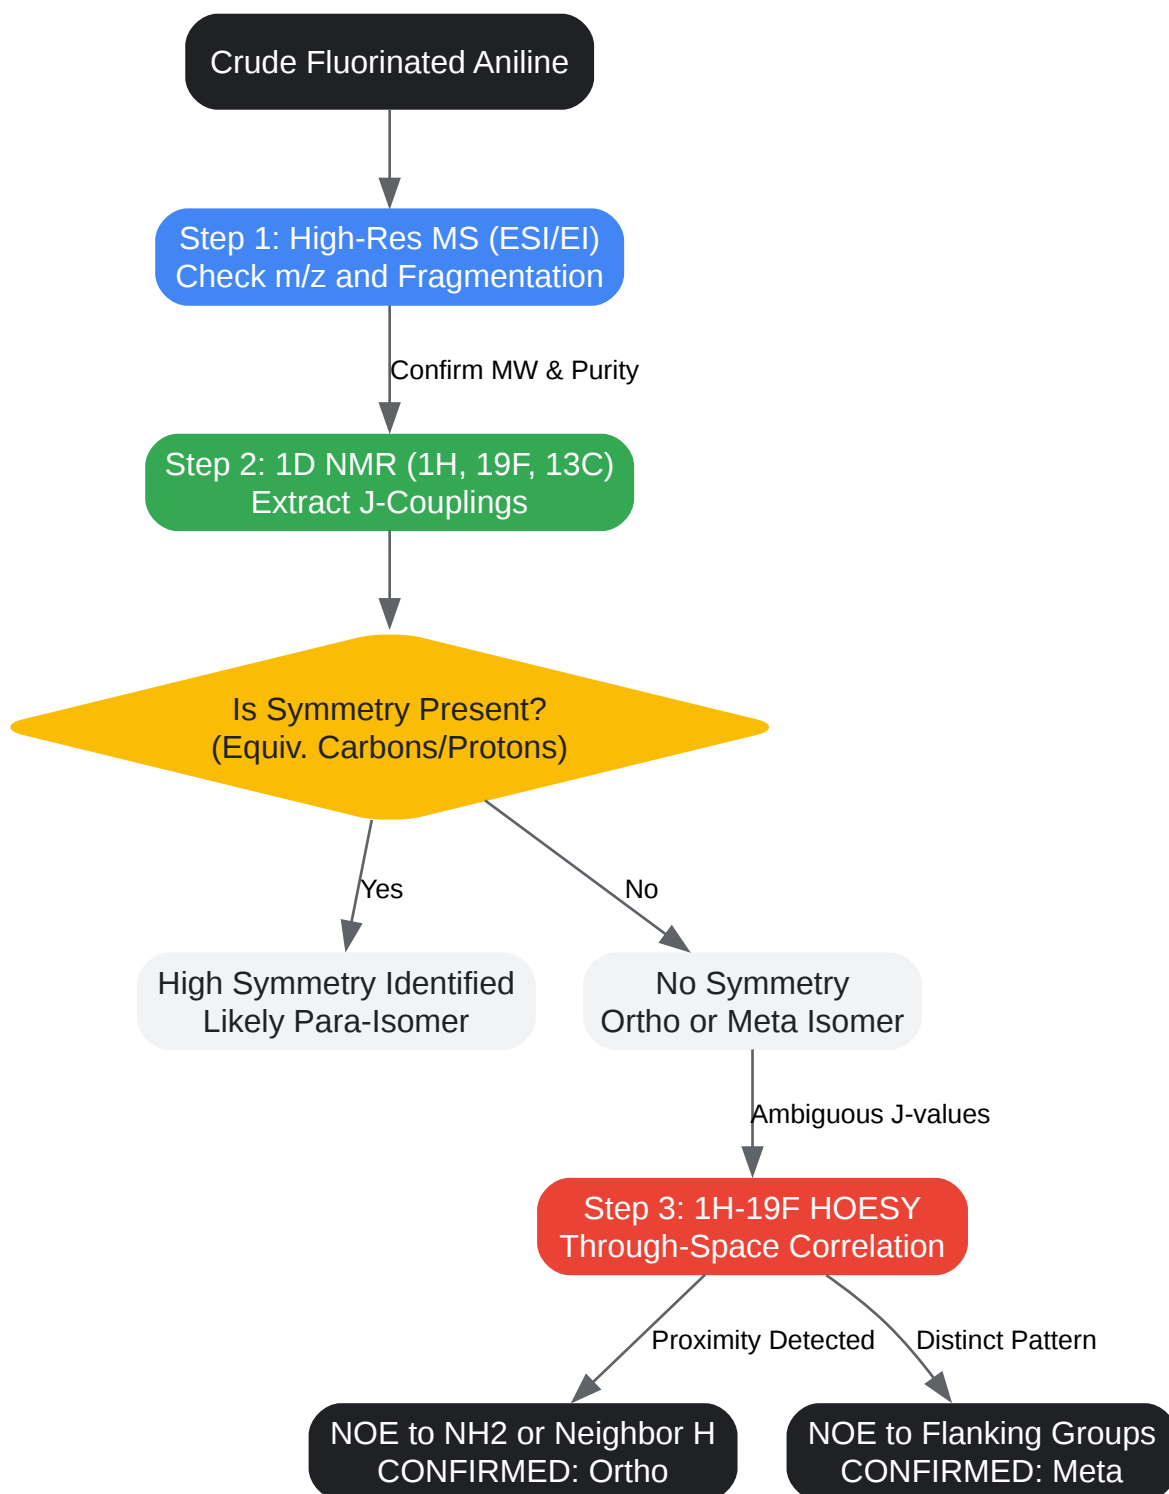 Crude Fluorinated Aniline
Step 1: High-Res MS (ESI/EI)
Check m/z and Fragmentation
Confirm MW & Purity
Step 2: 1D NMR (1H, 19F, 13C)
Extract J-Couplings
Is Symmetry Present?
(Equiv. Carbons/Protons)
Yes
No
High Symmetry Identified
Likely Para-Isomer
No Symmetry
Ortho or Meta Isomer
Ambiguous J-values
Step 3: 1H-19F HOESY
Through-Space Correlation
Proximity Detected
Distinct Pattern
NOE to NH2 or Neighbor H
CONFIRMED: Ortho
NOE to Flanking Groups
CONFIRMED: Meta